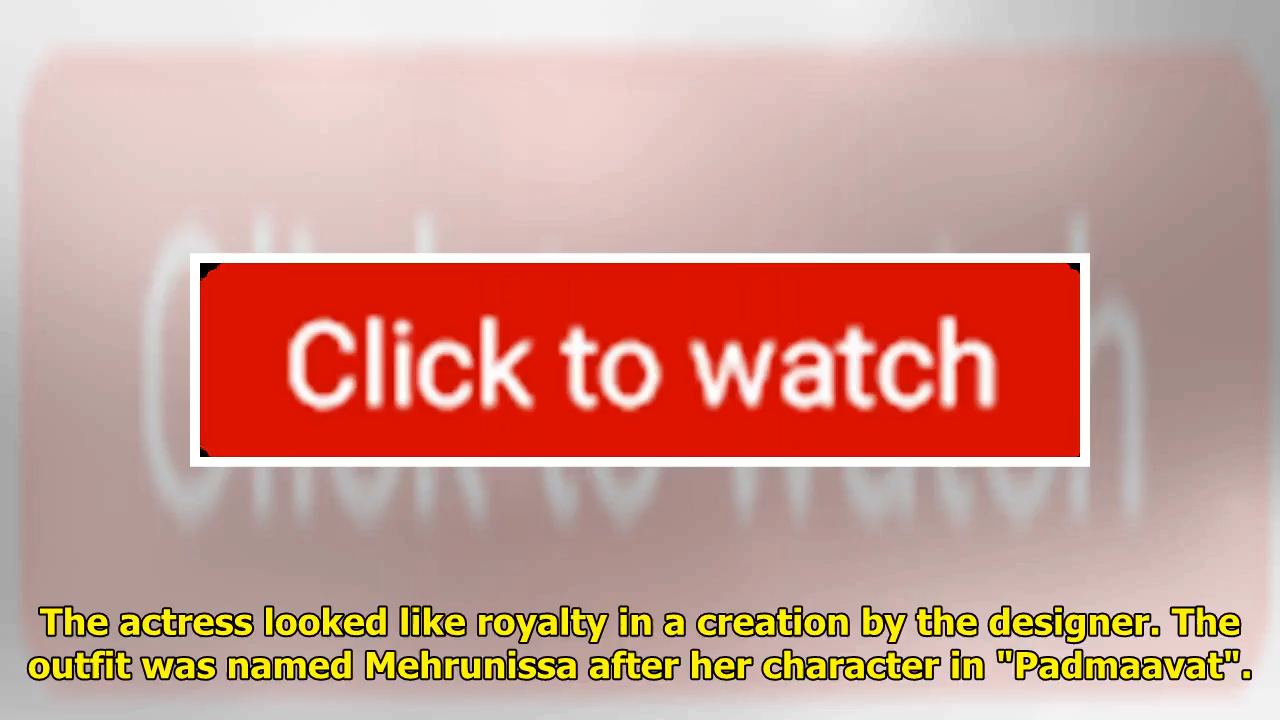 Click to watch
The actress looked like royalty in a creation by the designer. The
outfit was named Mehrunissa after her character in "Padmaavat".